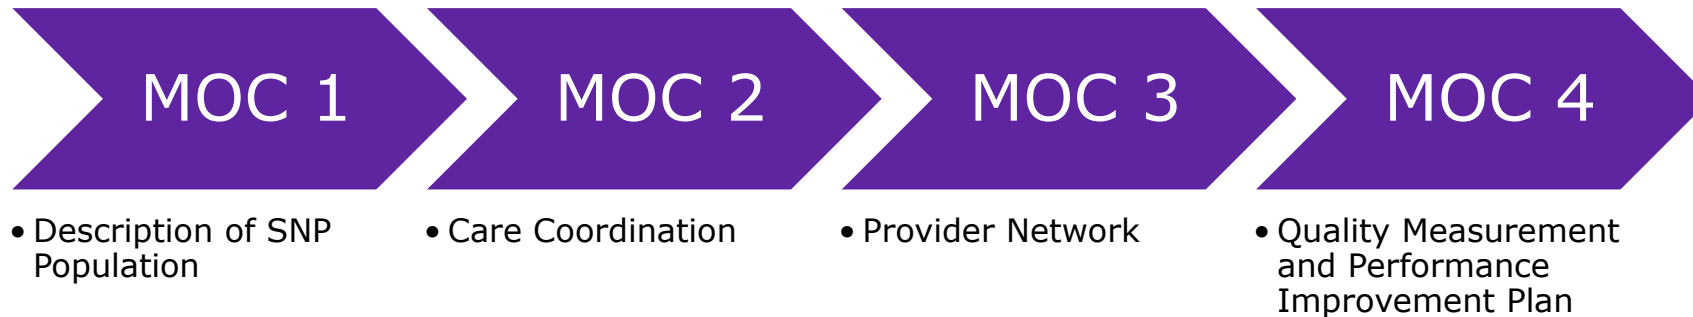 MOC 1
MOC 2
MOC 3
MOC 4
• Description of SNP
Population
• Care Coordination
• Provider Network
• Quality Measurement
and Performance
Improvement Plan